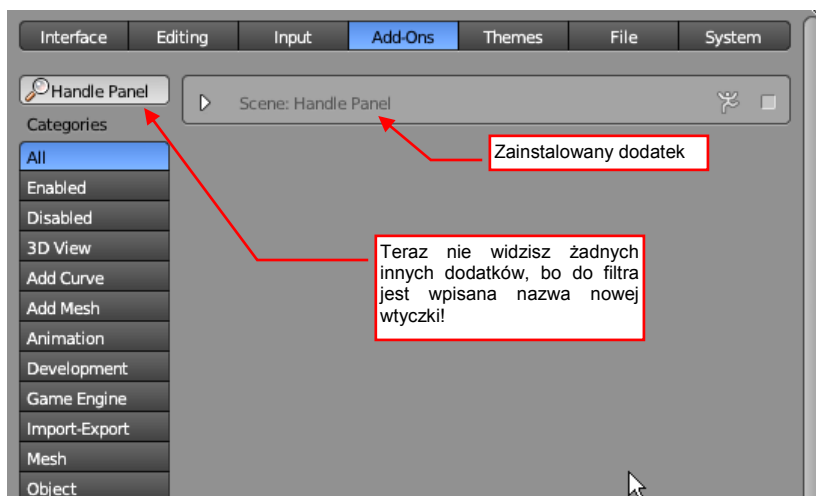 Interface Editing Input Add-Ons Themes File System
Handle Panel
Scene: Handle Panel
Categories
Zainstalowany dodatek
All
Enabled
Disabled
3D View
Teraz nie widzisz żadnych
innych dodatków, bo do filtra
jest wpisana nazwa nowej
wtyczki!
Add Curve
Add Mesh
Animation
Development
Game Engine
Import-Export
Mesh
Object